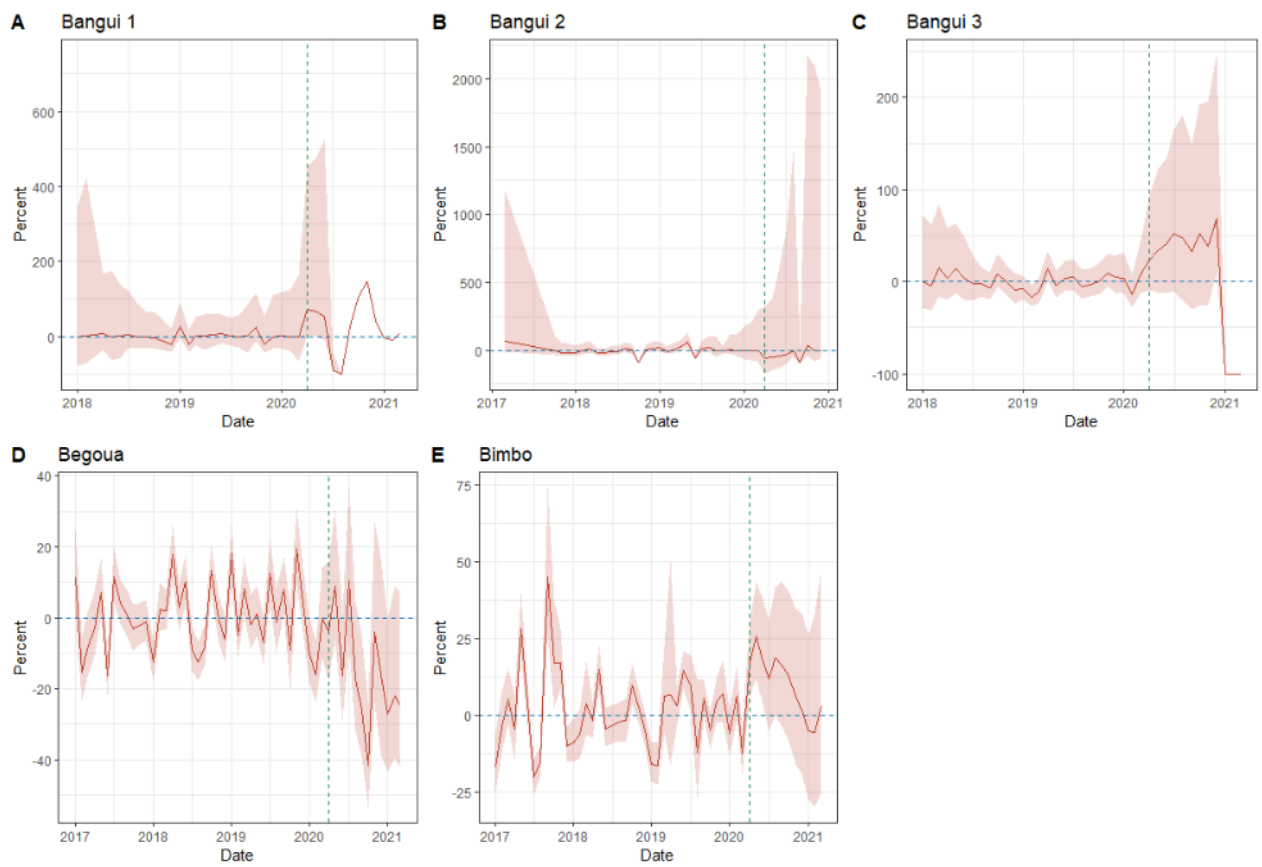 A Bangui 1
B Bangui 2
C Bangui 3
Percent
600
400
200
0
2018 2019 2020 2021
Date
Percent
2000
1500
1000
500
0
2017 2018 2019 2020 2021
Date
Percent
200
100
0
-100
2018 2019 2020 2021
Date
D Begoua
E Bimbo
Percent
40
20
0
-20
-40
2017 2018 2019 2020 2021
Date
Percent
75
50
25
0
-25
2017 2018 2019 2020 2021
Date